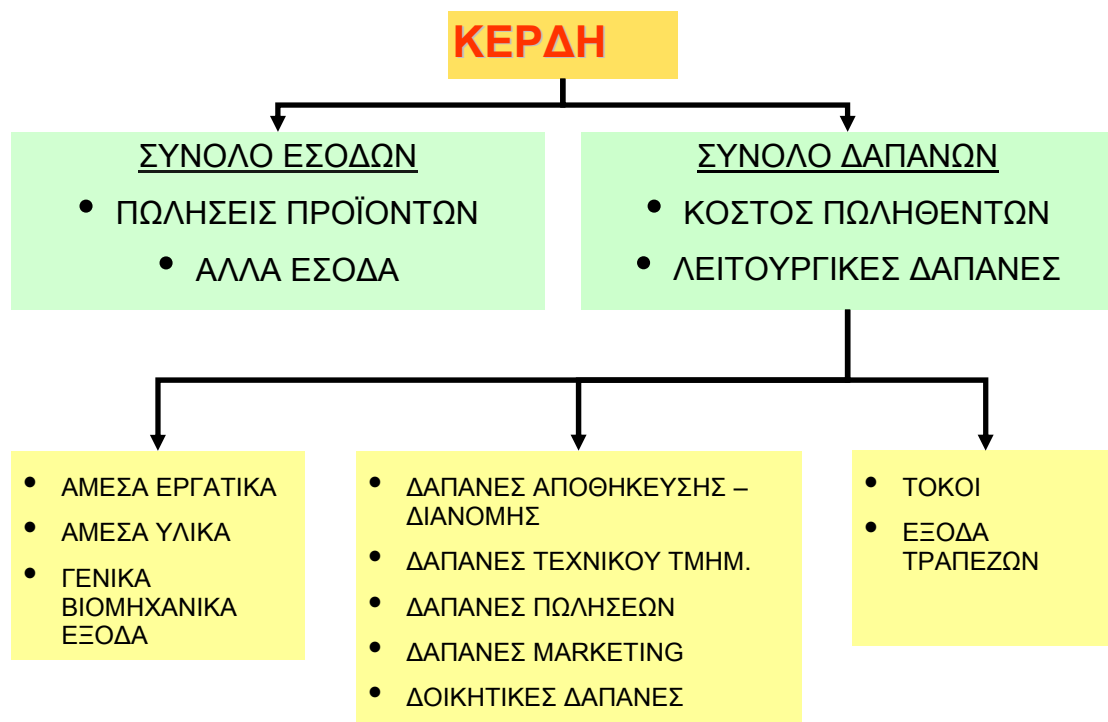 ΚΕΡΔΗ
ΣΥΝΟΛΟ ΕΣΟΔΩΝ
• ΠΩΛΗΣΕΙΣ ΠΡΟΪΟΝΤΩΝ
• ΑΛΛΑ ΕΣΟΔΑ
ΣΥΝΟΛΟ ΔΑΠΑΝΩΝ
• ΚΟΣΤΟΣ ΠΩΛΗΘΕΝΤΩΝ
• ΛΕΙΤΟΥΡΓΙΚΕΣ ΔΑΠΑΝΕΣ
• ΑΜΕΣΑ ΕΡΓΑΤΙΚΑ
• ΑΜΕΣΑ ΥΛΙΚΑ
• ΓΕΝΙΚΑ
ΒΙΟΜΗΧΑΝΙΚΑ
ΕΞΟΔΑ
• ΔΑΠΑΝΕΣ ΑΠΟΘΗΚΕΥΣΗΣ –
ΔΙΑΝΟΜΗΣ
• ΔΑΠΑΝΕΣ ΤΕΧΝΙΚΟΥ ΤΜΗΜ.
• ΔΑΠΑΝΕΣ ΠΩΛΗΣΕΩΝ
• ΔΑΠΑΝΕΣ MARKETING
• ΔΟΙΚΗΤΙΚΕΣ ΔΑΠΑΝΕΣ
• ΤΟΚΟΙ
• ΕΞΟΔΑ
ΤΡΑΠΕΖΩΝ